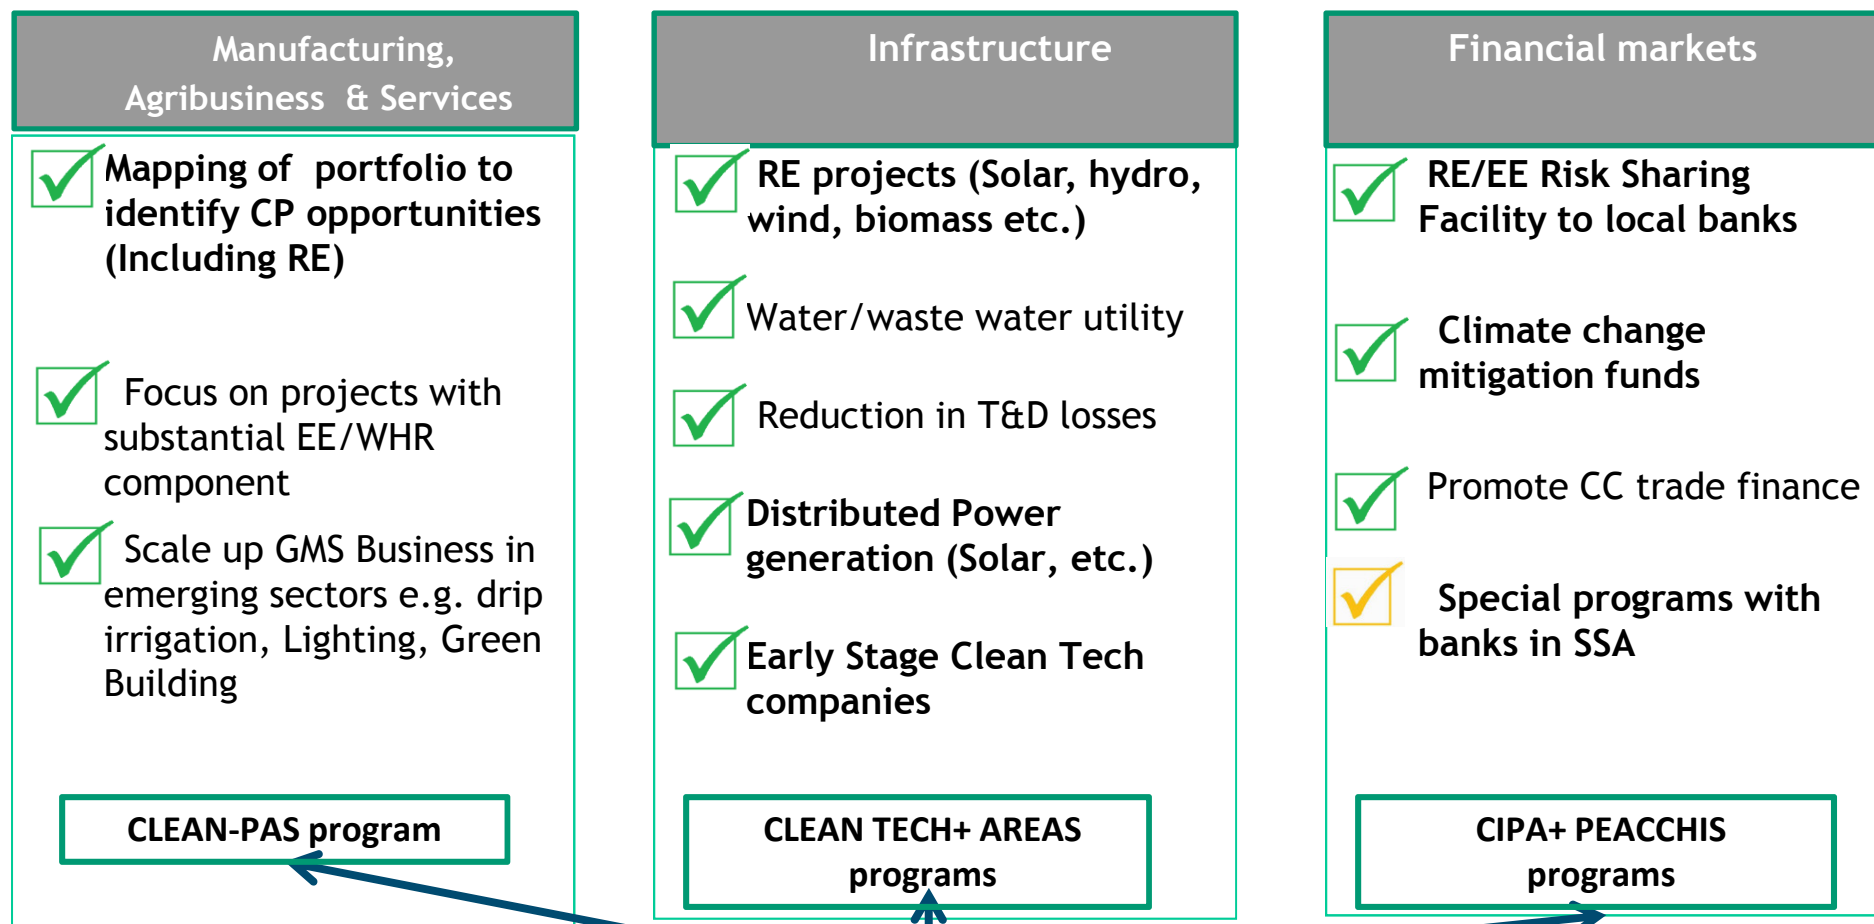 Manufacturing,
Agribusiness & Services
Mapping of portfolio to
identify CP opportunities
(Including RE)
Focus on projects with
substantial EE/WHR
component
Scale up GMS Business in
emerging sectors e.g. drip
irrigation, Lighting, Green
Building
CLEAN-PAS program
Infrastructure
RE projects (Solar, hydro,
wind, biomass etc.)
Water/waste water utility
Reduction in T&D losses
Distributed Power
generation (Solar, etc.)
Early Stage Clean Tech
companies
CLEAN TECH+ AREAS
programs
Financial markets
RE/EE Risk Sharing
Facility to local banks
Climate change
mitigation funds
Promote CC trade finance
Special programs with
banks in SSA
CIPA+ PEACCHIS
programs